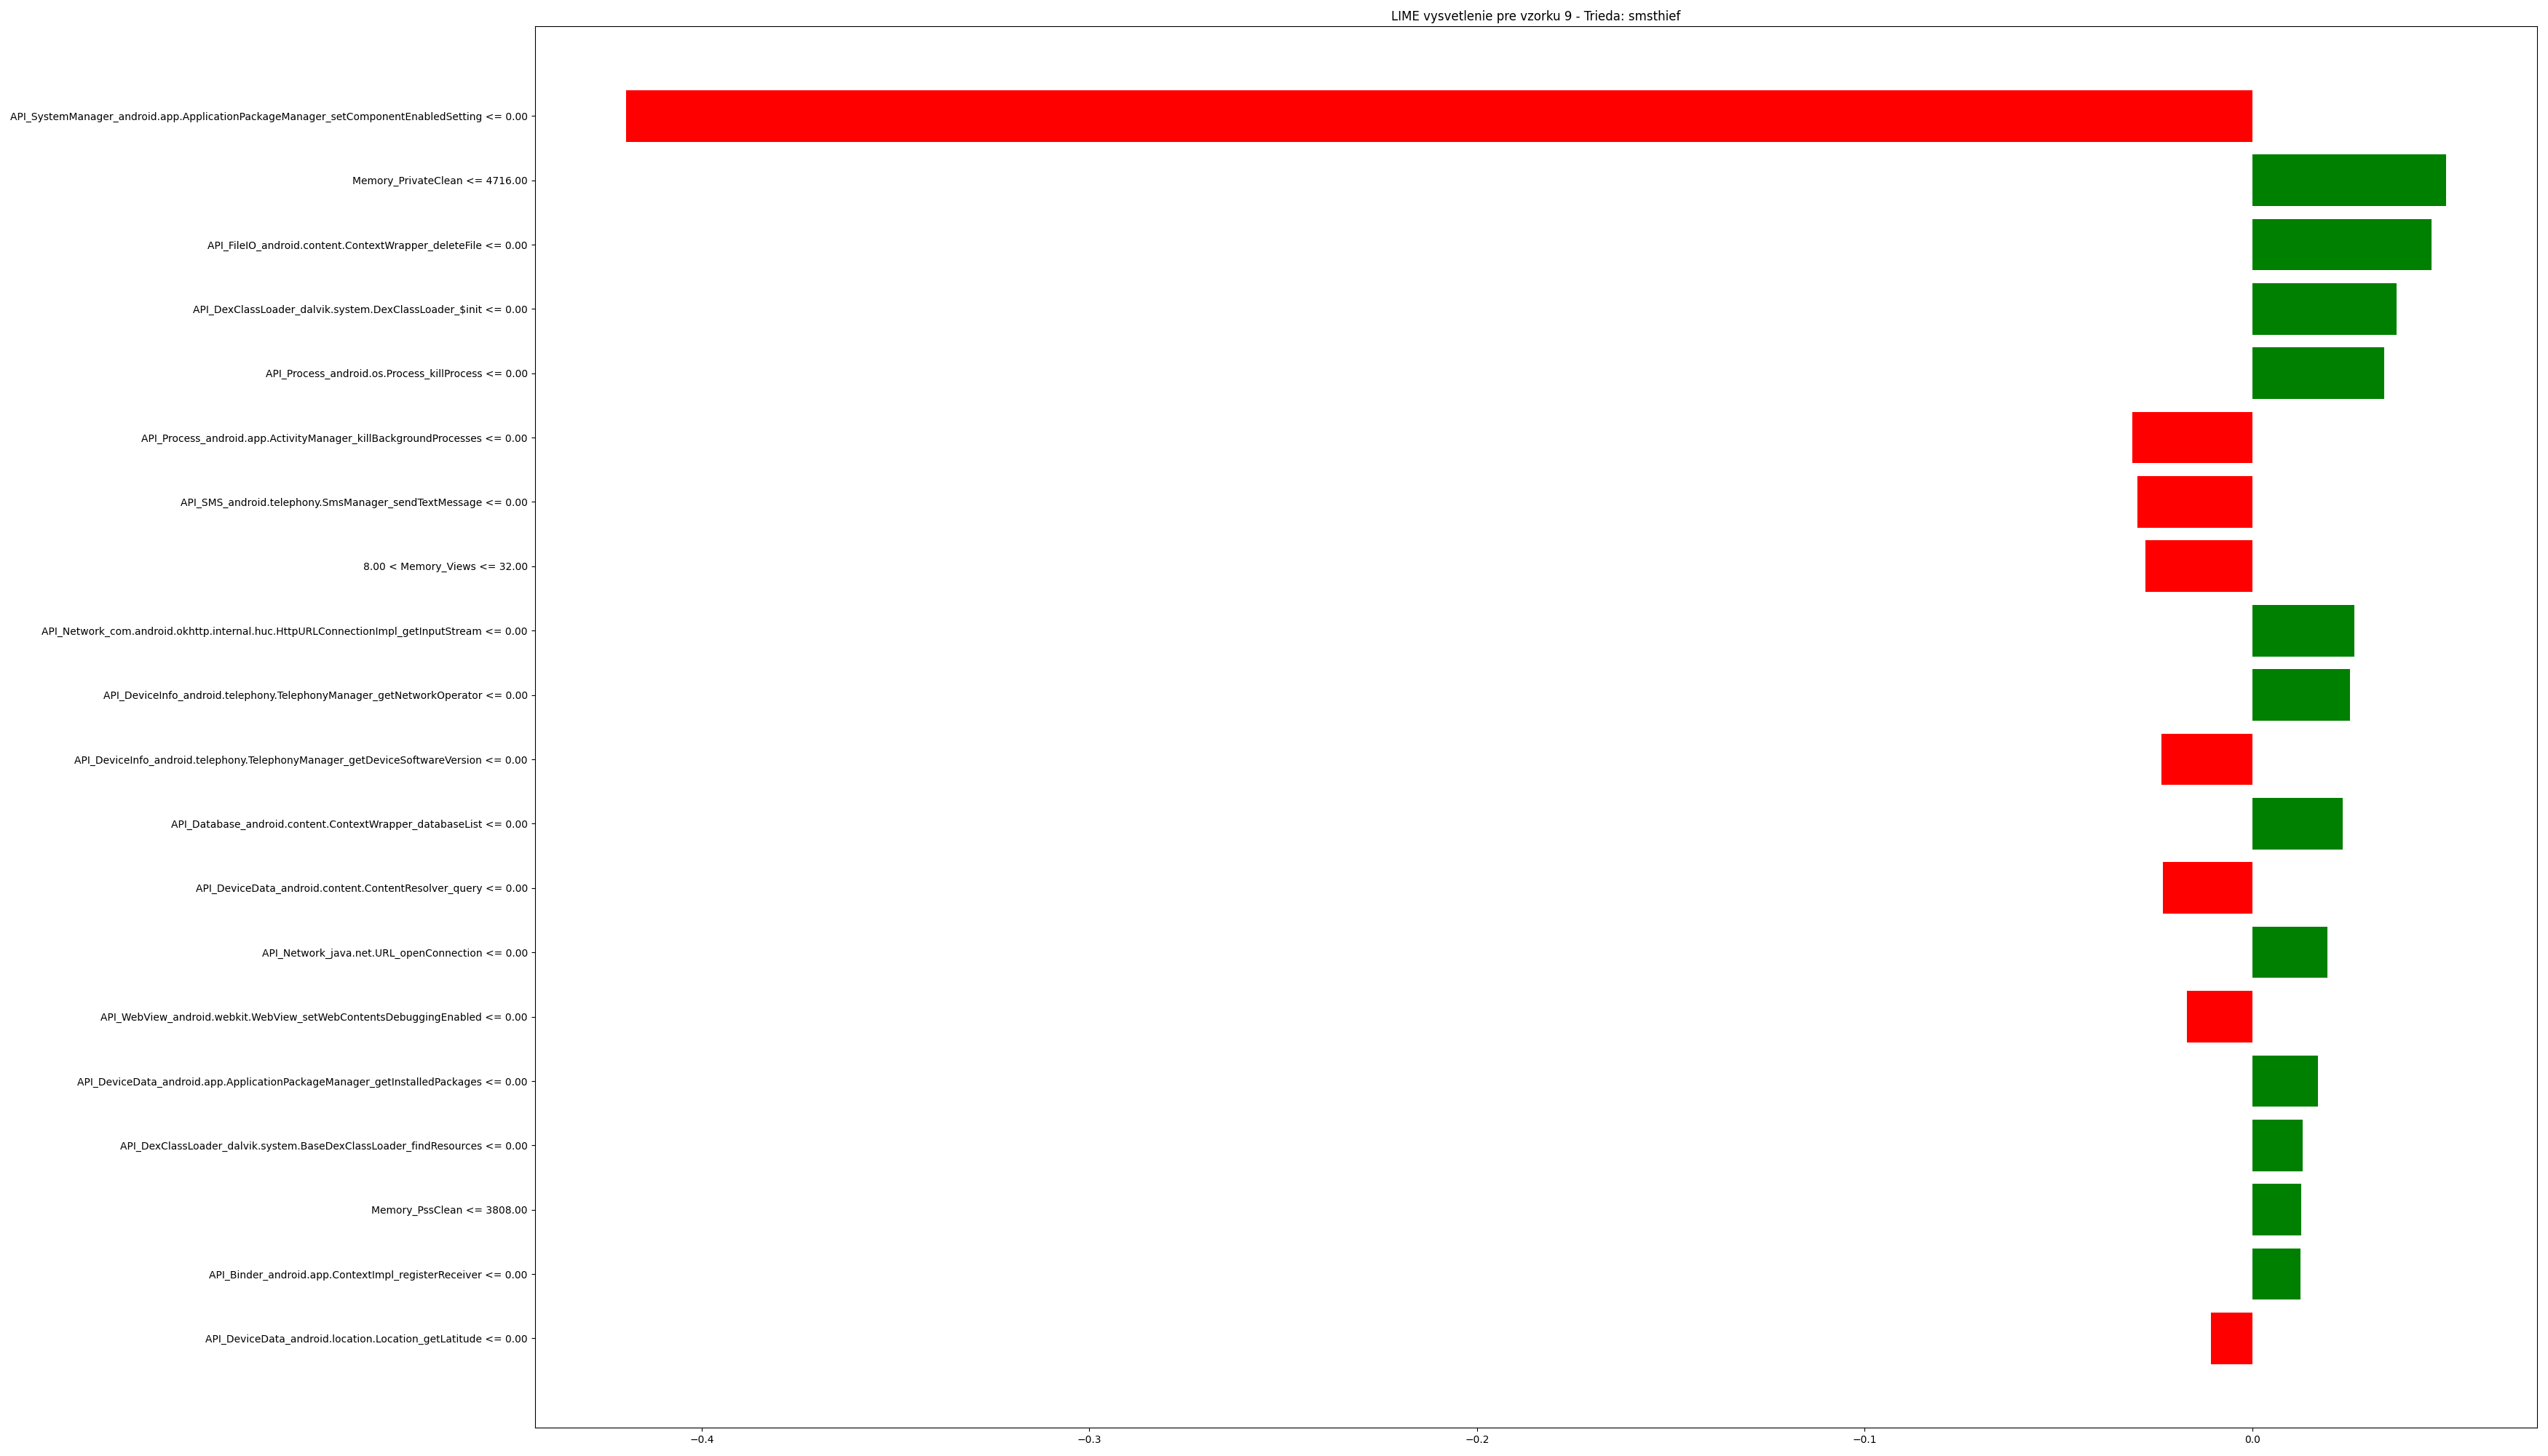 LIME vysvetlenie pre vzorku 9 - Trieda: smsthief
API_SystemManager_android.app.ApplicationPackageManager_setComponentEnabledSetting <= 0.00
Memory_PrivateClean <= 4716.00
API_FileIO_android.content.ContextWrapper_deleteFile <= 0.00
API_DexClassLoader_dalvik.system.DexClassLoader_$init <= 0.00
API_Process_android.os.Process_killProcess <= 0.00
API_Process_android.app.ActivityManager_killBackgroundProcesses <= 0.00
API_SMS_android.telephony.SmsManager_sendTextMessage <= 0.00
8.00 < Memory_Views <= 32.00
API_Network_com.android.okhttp.internal.huc.HttpURLConnectionImpl_getInputStream <= 0.00
API_DeviceInfo_android.telephony.TelephonyManager_getNetworkOperator <= 0.00
API_DeviceInfo_android.telephony.TelephonyManager_getDeviceSoftwareVersion <= 0.00
API_Database_android.content.ContextWrapper_databaseList <= 0.00
API_DeviceData_android.content.ContentResolver_query <= 0.00
API_Network_java.net.URL_openConnection <= 0.00
API_WebView_android.webkit.WebView_setWebContentsDebuggingEnabled <= 0.00
API_DeviceData_android.app.ApplicationPackageManager_getInstalledPackages <= 0.00
API_DexClassLoader_dalvik.system.BaseDexClassLoader_findResources <= 0.00
Memory_PssClean <= 3808.00
API_Binder_android.app.ContextImpl_registerReceiver <= 0.00
API_DeviceData_android.location.Location_getLatitude <= 0.00
−0.4 −0.3 −0.2 −0.1 0.0